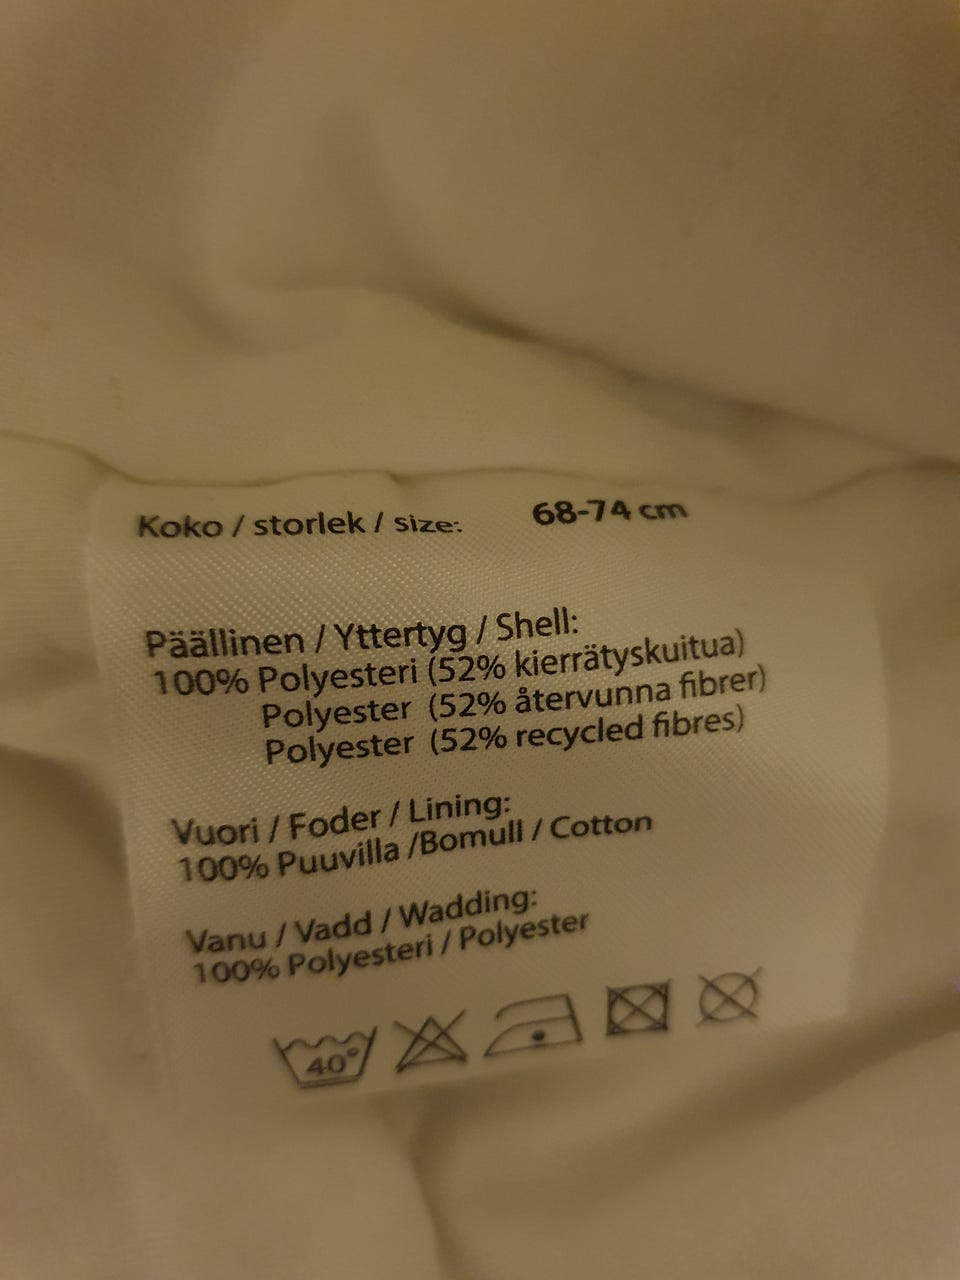 Koko / storlek / size: 68-74 cm
Päällinen / Yttertyg / Shell:
100% Polyesteri (52% kierrätyskuitua)
Polyester (52% återvunna fibrer)
Polyester (52% recycled fibres)
Vuori / Foder / Lining:
100% Puuvilla /Bomull / Cotton
Vanu / Vadd / Wadding:
100% Polyesteri / Polyester
40°